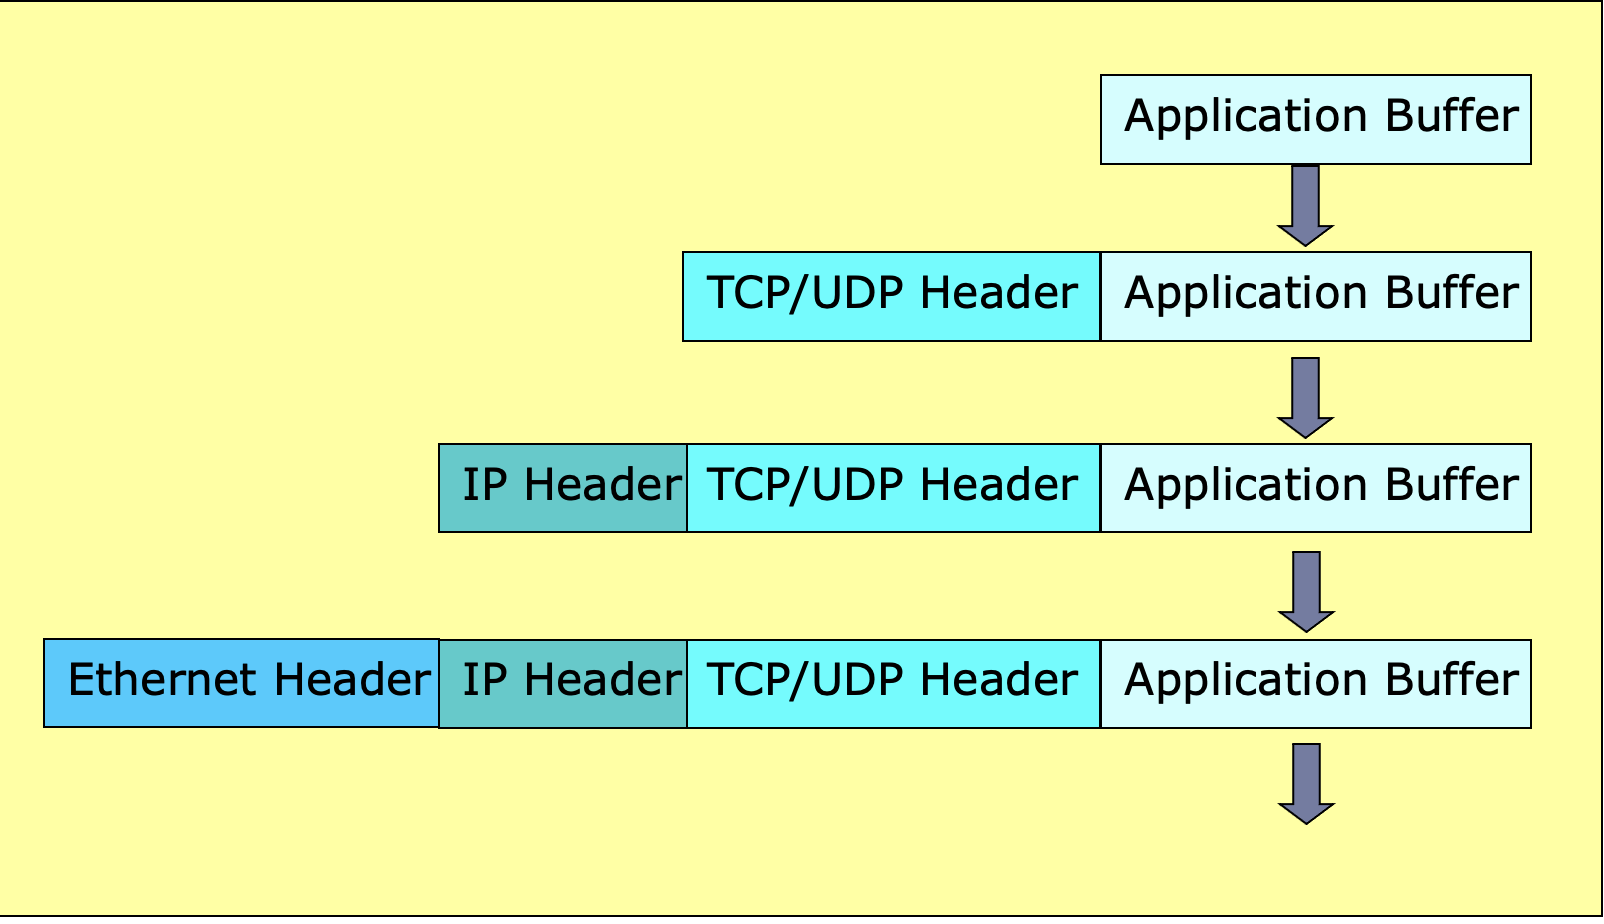 Application Buffer
TCP/UDP Header Application Buffer
IP Header TCP/UDP Header Application Buffer
Ethernet Header IP Header TCP/UDP Header Application Buffer